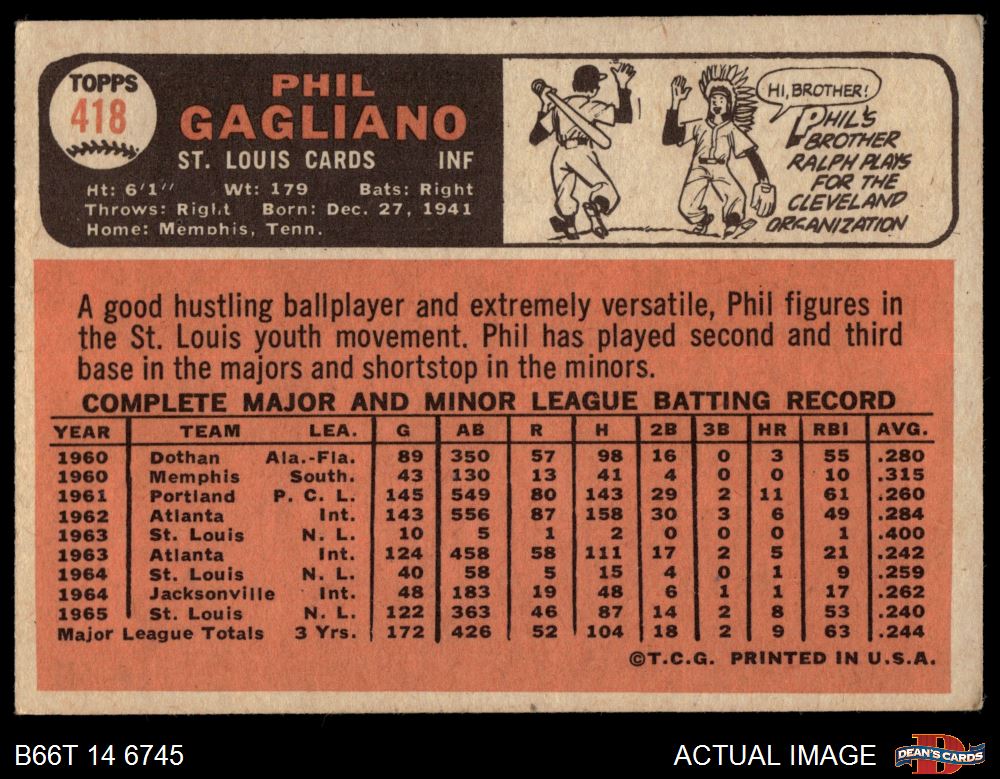 TOPPS
418
PHIL
GAGLIANO
ST. LOUIS CARDS INF
Ht: 6'1" Wt: 179 Bats: Right
Throws: Right Born: Dec. 27, 1941
Home: Memphis, Tenn.
HI, BROTHER!
PHIL'S
BROTHER
RALPH PLAYS
FOR THE
CLEVELAND
ORGANIZATION
A good hustling ballplayer and extremely versatile, Phil figures in
the St. Louis youth movement. Phil has played second and third
base in the majors and shortstop in the minors.
COMPLETE MAJOR AND MINOR LEAGUE BATTING RECORD
YEAR TEAM LEA. G AB R H 2B 3B HR RBI AVG.
1960 Dothan Ala.-Fla. 89 350 57 98 16 0 3 55 .280
1960 Memphis South. 43 130 13 41 4 0 0 10 .315
1961 Portland P. C. L. 145 549 80 143 29 2 11 61 .260
1962 Atlanta Int. 143 556 87 158 30 3 6 49 .284
1963 St. Louis N. L. 10 5 1 2 0 0 0 1 .400
1963 Atlanta Int. 124 458 58 111 17 2 5 21 .242
1964 St. Louis N. L. 40 58 5 15 4 0 1 9 .259
1964 Jacksonville Int. 48 183 19 48 6 1 1 17 .262
1965 St. Louis N. L. 122 363 46 87 14 2 8 53 .240
Major League Totals 3 Yrs. 172 426 52 104 18 2 9 63 .244
©T.C.G. PRINTED IN U.S.A.
B66T 14 6745
ACTUAL IMAGE
DEAN'S CARDS